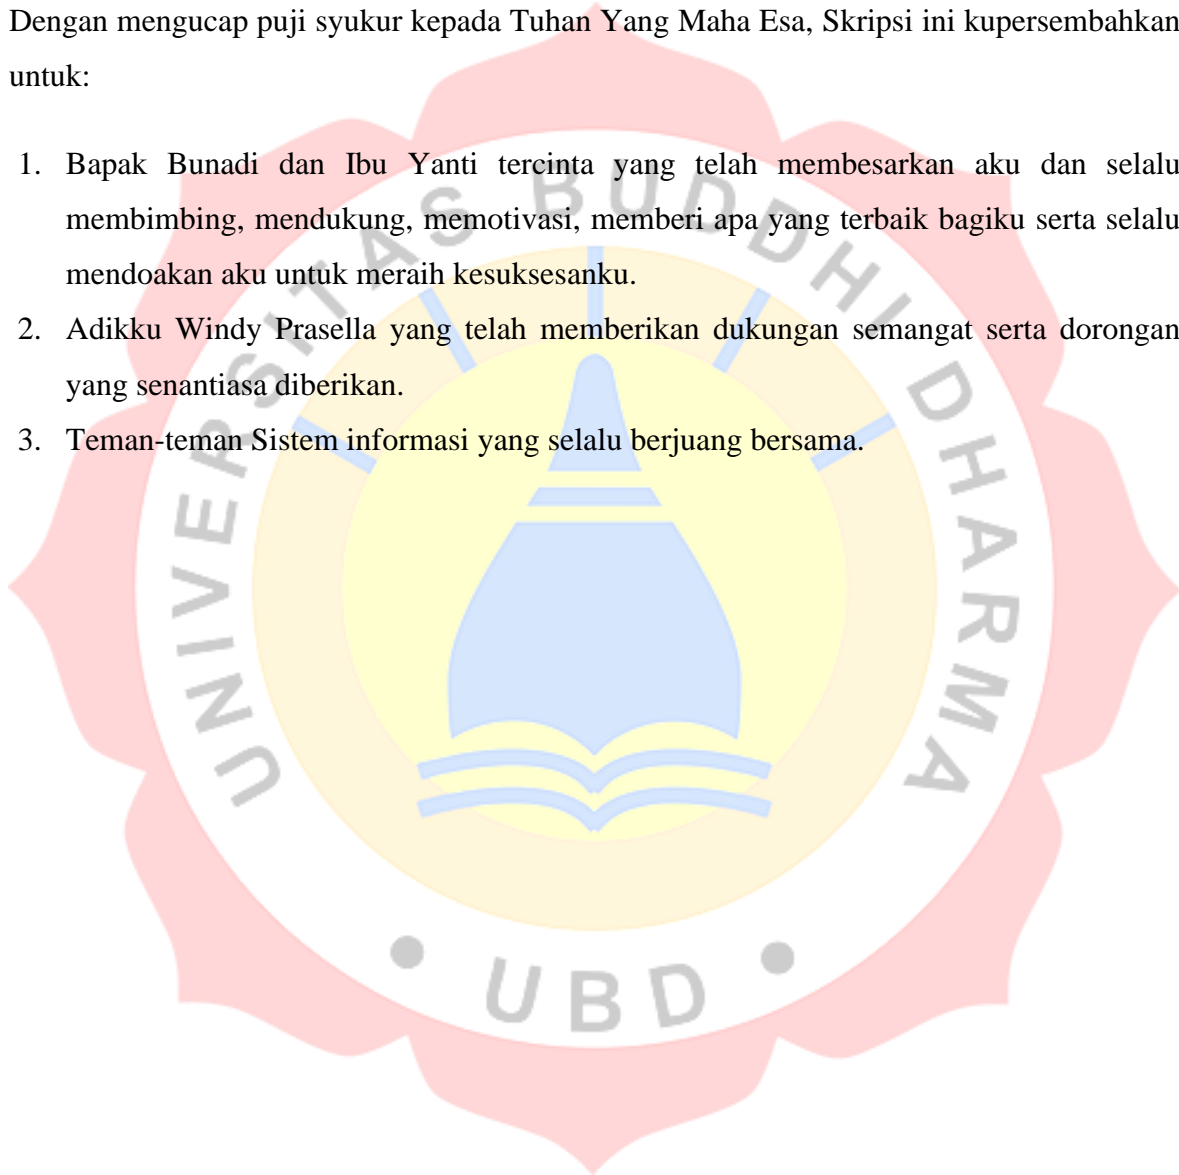 Dengan mengucap puji syukur kepada Tuhan Yang Maha Esa, Skripsi ini kupersembahkan
untuk:
1. Bapak Bunadi dan Ibu Yanti tercinta yang telah membesarkan aku dan selalu
membimbing, mendukung, memotivasi, memberi apa yang terbaik bagiku serta selalu
mendoakan aku untuk meraih kesuksesanku.
2. Adikku Windy Prasella yang telah memberikan dukungan semangat serta dorongan
yang senantiasa diberikan.
3. Teman-teman Sistem informasi yang selalu berjuang bersama.
UNIVERSITAS BUDDHI DHARMA
• UBD •